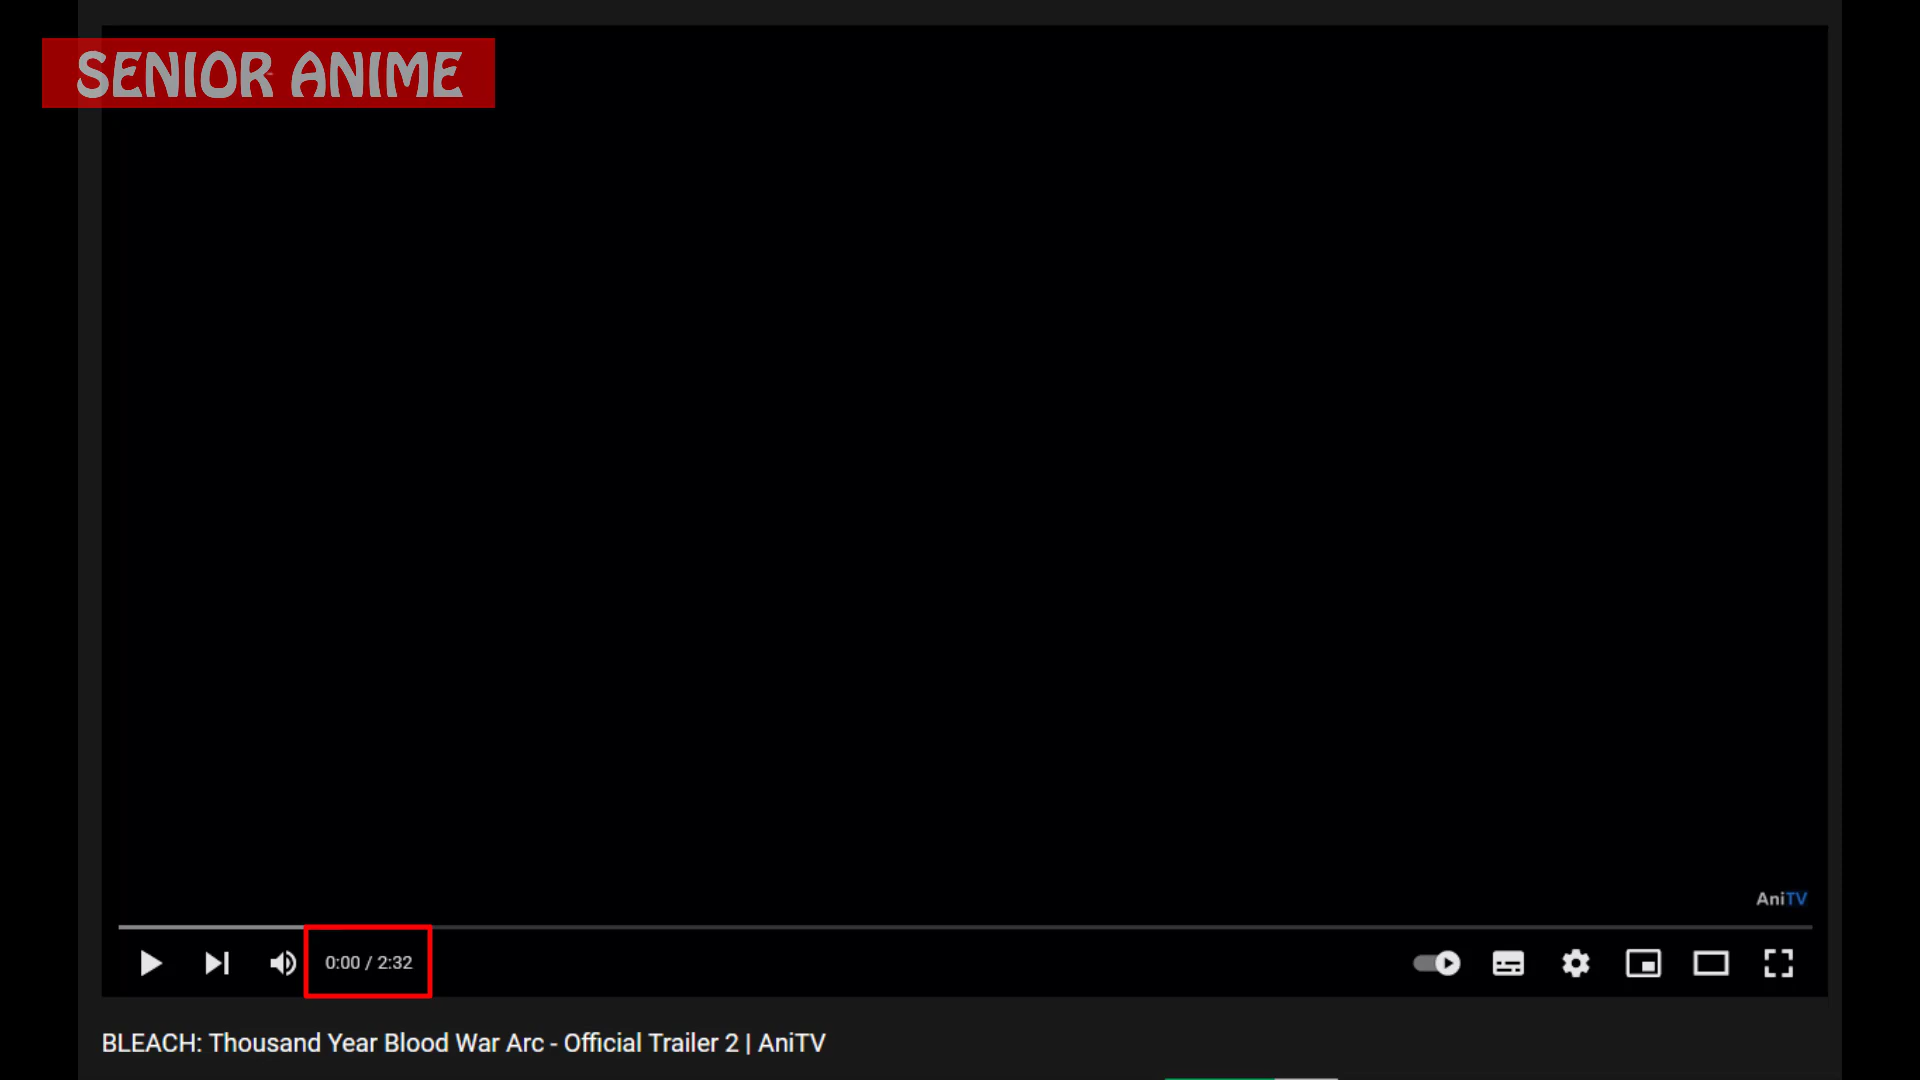 SENIOR ANIME
AniTV
0:00 / 2:32
BLEACH: Thousand Year Blood War Arc - Official Trailer 2 | AniTV